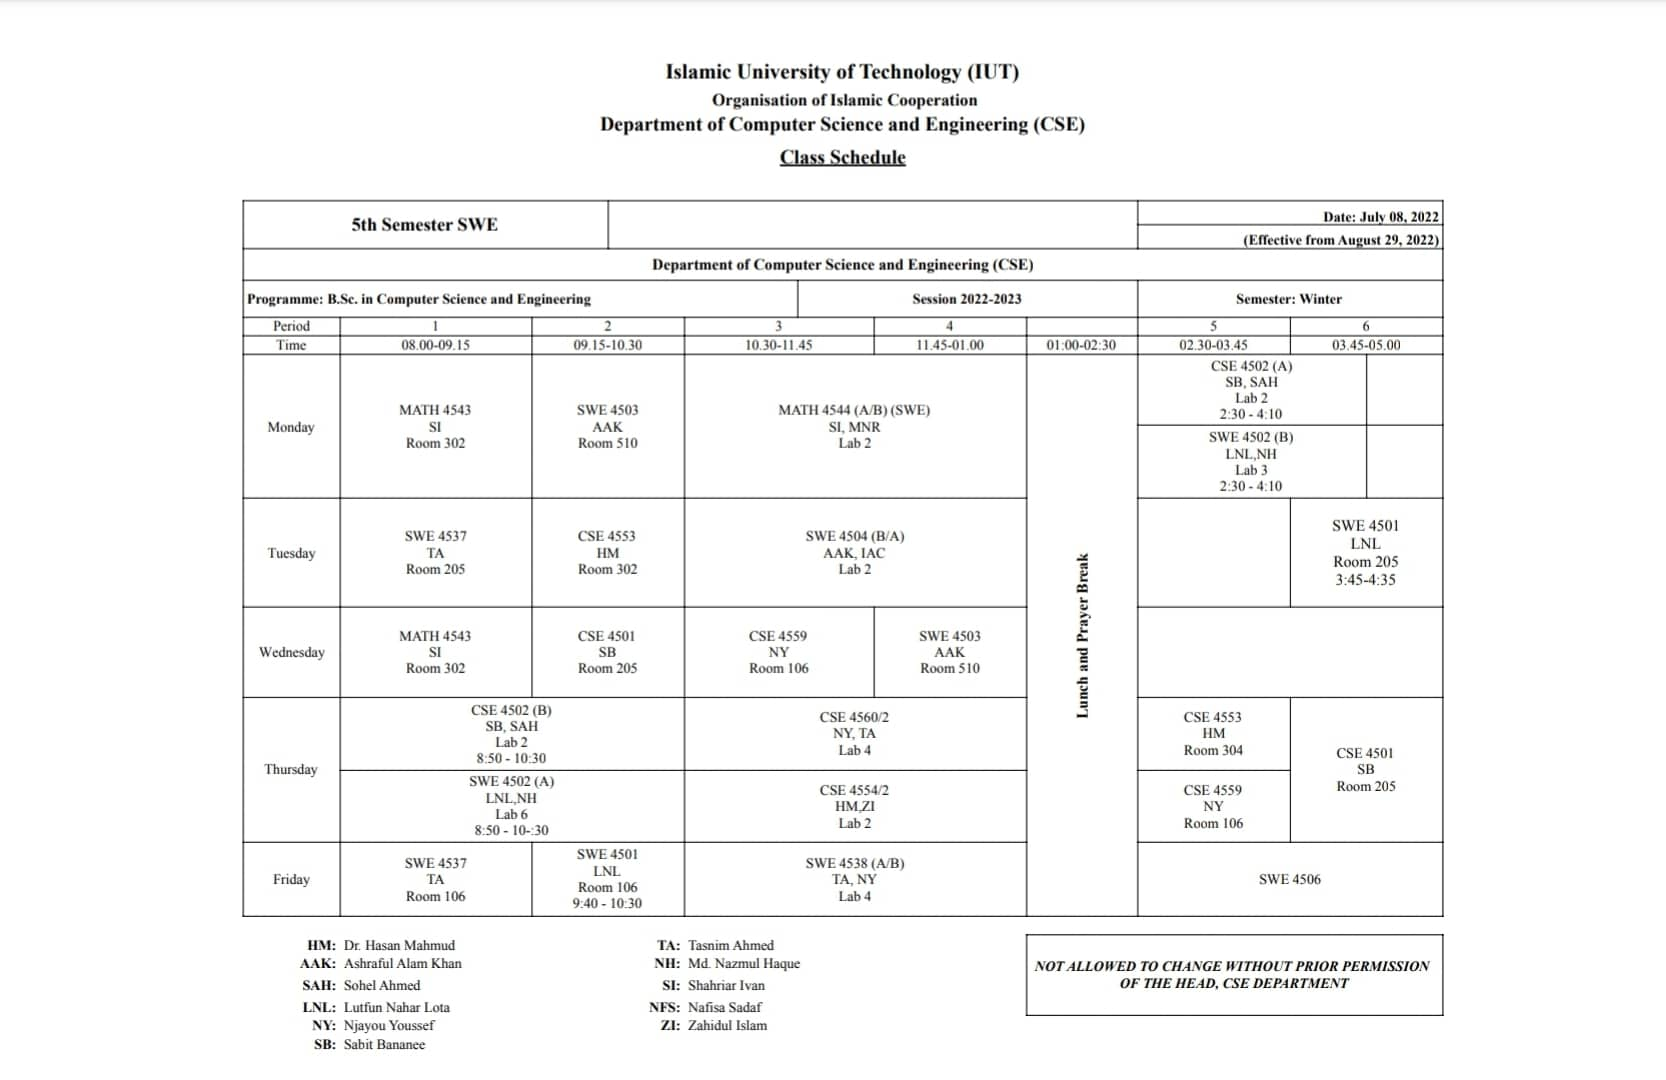 Islamic University of Technology (IUT)
Organisation of Islamic Cooperation
Department of Computer Science and Engineering (CSE)
Class Schedule
5th Semester SWE
Date: July 08, 2022
(Effective from August 29, 2022)
Department of Computer Science and Engineering (CSE)
Programme: B.Sc. in Computer Science and Engineering
Session 2022-2023
Semester: Winter
Period 1 2 3 4 5 6
Time 08.00-09.15 09.15-10.30 10.30-11.45 11.45-01.00 01:00-02:30 02.30-03.45 03.45-05.00
Monday
MATH 4543
SI
Room 302
SWE 4503
AAK
Room 510
MATH 4544 (A/B) (SWE)
SI, MNR
Lab 2
CSE 4502 (A)
SB, SAH
Lab 2
2:30 - 4:10
SWE 4502 (B)
LNL,NH
Lab 3
2:30 - 4:10
Lunch and Prayer Break
Tuesday
SWE 4537
TA
Room 205
CSE 4553
HM
Room 302
SWE 4504 (B/A)
AAK, IAC
Lab 2
SWE 4501
LNL
Room 205
3:45-4:35
Wednesday
MATH 4543
SI
Room 302
CSE 4501
SB
Room 205
CSE 4559
NY
Room 106
SWE 4503
AAK
Room 510
Thursday
CSE 4502 (B)
SB, SAH
Lab 2
8:50 - 10:30
SWE 4502 (A)
LNL,NH
Lab 6
8:50 - 10-:30
CSE 4560/2
NY, TA
Lab 4
CSE 4554/2
HM,ZI
Lab 2
CSE 4553
HM
Room 304
CSE 4559
NY
Room 106
CSE 4501
SB
Room 205
Friday
SWE 4537
TA
Room 106
SWE 4501
LNL
Room 106
9:40 - 10:30
SWE 4538 (A/B)
TA, NY
Lab 4
SWE 4506
HM: Dr. Hasan Mahmud
AAK: Ashraful Alam Khan
SAH: Sohel Ahmed
LNL: Lutfun Nahar Lota
NY: Njayou Youssef
SB: Sabit Bananee
TA: Tasnim Ahmed
NH: Md. Nazmul Haque
SI: Shahriar Ivan
NFS: Nafisa Sadaf
ZI: Zahidul Islam
NOT ALLOWED TO CHANGE WITHOUT PRIOR PERMISSION
OF THE HEAD, CSE DEPARTMENT